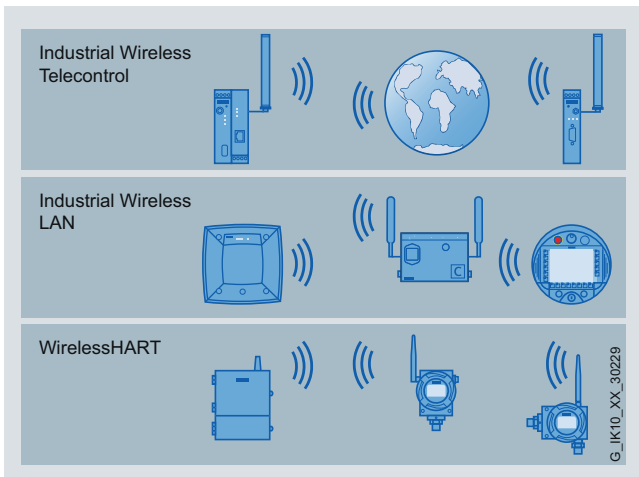 Industrial Wireless
Telecontrol
Industrial Wireless
LAN
C
WirelessHART
G_IK10_XX_30229